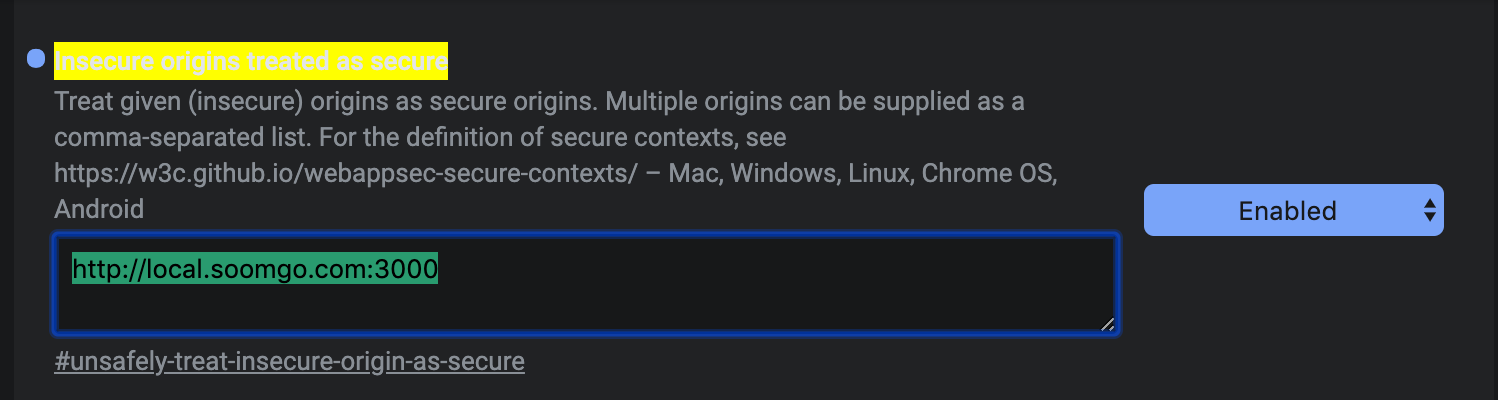 Insecure origins treated as secure
Treat given (insecure) origins as secure origins. Multiple origins can be supplied as a
comma-separated list. For the definition of secure contexts, see
https://w3c.github.io/webappsec-secure-contexts/ – Mac, Windows, Linux, Chrome OS,
Android
Enabled
http://local.soomgo.com:3000
#unsafely-treat-insecure-origin-as-secure